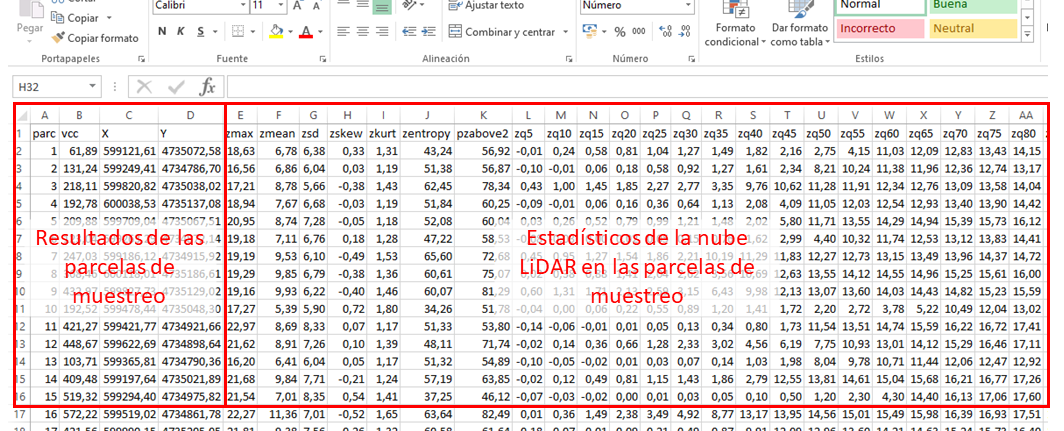 Calibri 11 Ajustar texto Número Normal Buena
Pegar Copiar
Copiar formato
N K S Combinar y centrar % 000 Dar formato Incorrecto Neutral
condicional como tabla
Portapapeles Fuente Alineación Número Estilos
H32 fx
A B C D E F G H I J K L M N O P Q R S T U V W X Y Z AA
1 parc vcc X Y zmax zmean zsd zskew zkurt zentropy pzabove2 zq5 zq10 zq15 zq20 zq25 zq30 zq35 zq40 zq45 zq50 zq55 zq60 zq65 zq70 zq75 zq80
2 1 61,89 599121,61 4735072,58 18,63 6,78 6,38 0,33 1,31 43,24 56,92 -0,01 0,24 0,58 0,81 1,04 1,27 1,49 1,82 2,16 2,75 4,15 11,03 12,09 12,83 13,43 14,15
3 2 131,24 599249,41 4734786,70 16,56 6,86 6,04 0,03 1,19 51,38 56,87 -0,10 -0,01 0,06 0,18 0,58 0,92 1,27 1,61 2,34 8,21 10,24 11,38 11,96 12,36 12,74 13,17
4 3 218,11 599820,82 4735038,02 17,21 8,78 5,66 -0,38 1,43 62,45 78,34 0,43 1,00 1,45 1,85 2,27 2,77 3,35 9,76 10,62 11,28 11,91 12,34 12,76 13,09 13,58 14,04
5 4 192,78 600038,53 4735137,08 18,94 7,67 6,68 -0,03 1,19 51,84 60,25 -0,09 -0,01 0,06 0,16 0,36 0,64 1,13 2,08 4,09 11,05 12,03 12,54 12,93 13,40 13,90 14,42
6 5 209,88 599709,04 4735067,51 20,95 8,74 7,28 -0,05 1,18 52,08 60,04 0,03 0,26 0,52 0,79 0,99 1,21 1,48 2,02 5,80 11,71 13,55 14,29 14,94 15,39 15,73 16,12
Resultados de las
parcelas de
muestreo
Estadísticos de la nube
LiDAR en las parcelas de
muestreo
7 19,18 7,11 6,76 0,18 1,28 47,22 58,53 2,99 4,40 10,32 11,74 12,53 13,12 13,83 14,41
8 7 247,03 599186,12 4734915,92 19,19 9,53 6,10 -0,49 1,53 65,60 72,68 11,83 12,27 12,73 13,15 13,49 13,96 14,37 14,72
9 19,29 9,85 6,79 -0,38 1,36 60,61 75,07 12,63 13,55 14,12 14,55 14,96 15,25 15,61 16,00
10 19,16 9,93 6,22 -0,40 1,46 60,07 81,29 12,13 13,07 13,60 14,03 14,43 14,82 15,23 15,59
11 10 192,52 599478,44 4735048,30 17,27 5,39 5,90 0,72 1,80 34,26 51,78 -0,04 0,00 0,06 0,22 0,55 0,89 1,20 1,41 1,72 2,20 2,72 3,78 5,22 10,49 12,04 13,02
12 11 421,27 599421,77 4734921,66 22,97 8,69 8,33 0,07 1,17 51,33 53,80 -0,14 -0,06 -0,01 0,01 0,05 0,13 0,34 0,80 1,73 11,54 13,51 14,74 15,59 16,22 16,72 17,41
13 12 448,67 599622,69 4734898,64 21,62 8,91 7,26 0,10 1,39 48,11 71,74 -0,02 0,14 0,36 0,66 1,28 2,33 3,02 4,56 6,19 7,75 10,93 13,01 14,12 15,29 16,46 17,11
14 13 103,71 599365,81 4734790,36 16,20 6,41 6,04 0,05 1,17 51,32 54,89 -0,10 -0,05 -0,02 0,01 0,03 0,07 0,14 1,03 1,98 8,04 9,78 10,71 11,44 12,06 12,47 12,92
15 14 409,48 599197,64 4735021,89 21,68 9,84 7,71 -0,21 1,24 57,19 63,85 -0,02 0,12 0,49 0,81 1,15 1,43 1,86 2,79 12,55 13,81 14,61 15,04 15,68 16,21 16,77 17,26
16 15 519,32 599294,40 4734975,82 21,54 7,01 8,35 0,54 1,41 37,25 46,12 -0,07 -0,03 -0,02 0,00 0,01 0,03 0,05 0,10 0,50 1,20 2,30 4,30 14,40 16,13 17,06 17,60
17 16 572,22 599519,02 4734861,78 22,27 11,36 7,01 -0,52 1,65 63,64 82,49 0,01 0,36 1,49 2,38 3,49 4,92 8,77 13,17 13,95 14,56 15,01 15,49 15,98 16,39 16,93 17,51